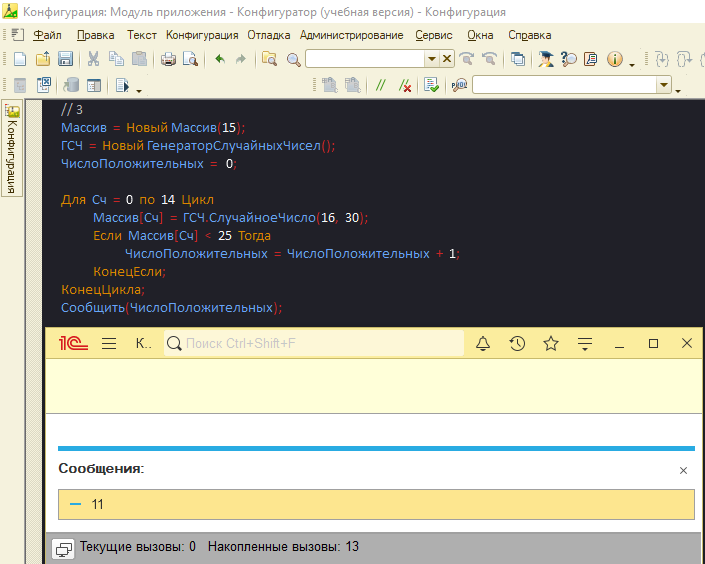 Конфигурация: Модуль приложения - Конфигуратор (учебная версия) - Конфигурация
Файл Правка Текст Конфигурация Отладка Администрирование Сервис Окна Справка
Конфигурация
// 3
Массив = Новый Массив(15);
ГСЧ = Новый ГенераторСлучайныхЧисел();
ЧислоПоложительных = 0;
Для Сч = 0 по 14 Цикл
Массив[Сч] = ГСЧ.СлучайноеЧисло(16, 30);
Если Массив[Сч] < 25 Тогда
ЧислоПоложительных = ЧислоПоложительных + 1;
КонецЕсли;
КонецЦикла;
Сообщить(ЧислоПоложительных);
1С К.. Поиск Ctrl+Shift+F
Сообщения:
11
Текущие вызовы: 0 Накопленные вызовы: 13